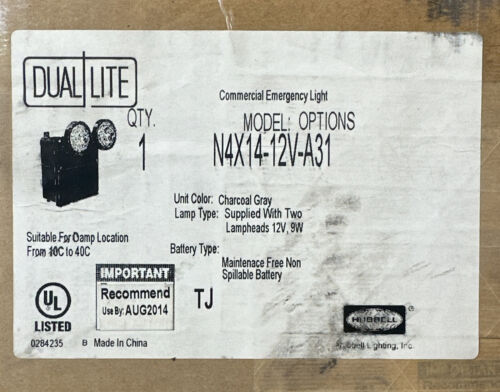 DUAL LITE
Commercial Emergency Light
QTY.
1
MODEL: OPTIONS
N4X14-12V-A31
Unit Color: Charcoal Gray
Lamp Type: Supplied With Two
Lampheads 12V, 9W
Battery Type:
Maintenace Free Non
Spillable Battery
Suitable For Damp Location
From 10C to 40C
UL
LISTED
0284235
IMPORTANT
Recommend
Use By: AUG2014
TJ
B Made In China
HUBBELL
Hubbell Lighting, Inc.